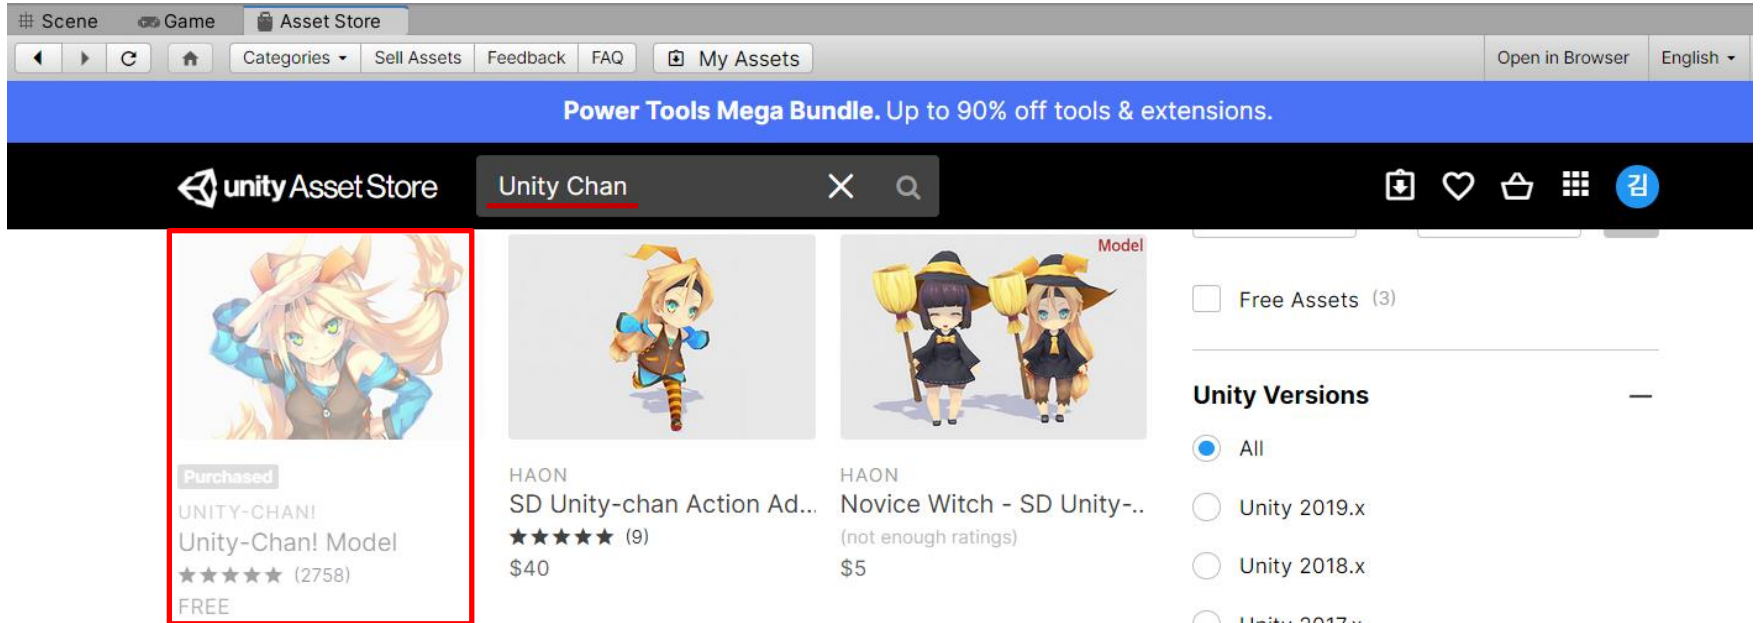 Scene Game Asset Store
Categories Sell Assets Feedback FAQ My Assets Open in Browser English
Power Tools Mega Bundle. Up to 90% off tools & extensions.
unity Asset Store Unity Chan 김
Model
Free Assets (3)
Unity Versions
All
Unity 2019.x
Unity 2018.x
Unity 2017.x
Purchased
UNITY-CHAN!
Unity-Chan! Model
(2758)
FREE
HAON
SD Unity-chan Action Ad...
(9)
$40
HAON
Novice Witch - SD Unity-..
(not enough ratings)
$5